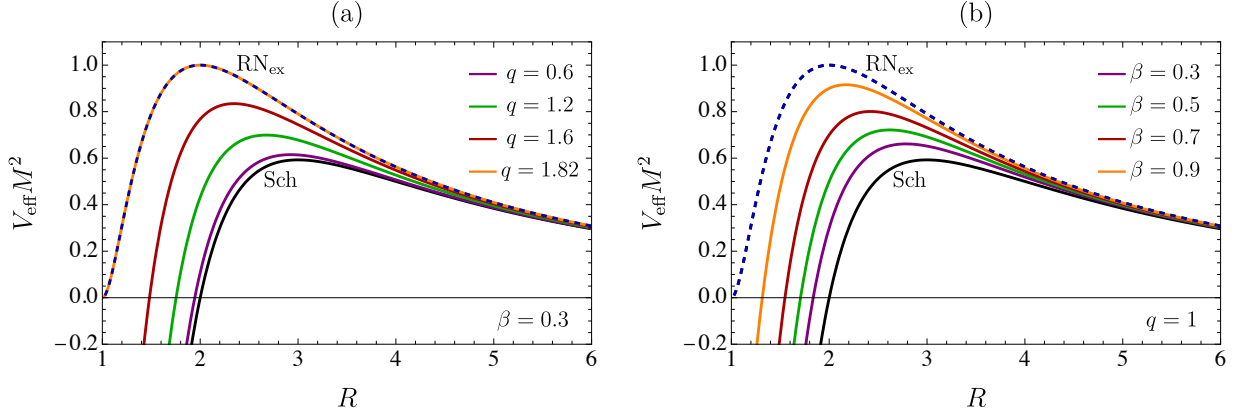 (a)
V_eff M²
1.0
0.8
0.6
0.4
0.2
0.0
−0.2
RN_ex
Sch
q = 0.6
q = 1.2
q = 1.6
q = 1.82
β = 0.3
1 2 3 4 5 6
R
(b)
V_eff M²
1.0
0.8
0.6
0.4
0.2
0.0
−0.2
RN_ex
Sch
β = 0.3
β = 0.5
β = 0.7
β = 0.9
q = 1
1 2 3 4 5 6
R